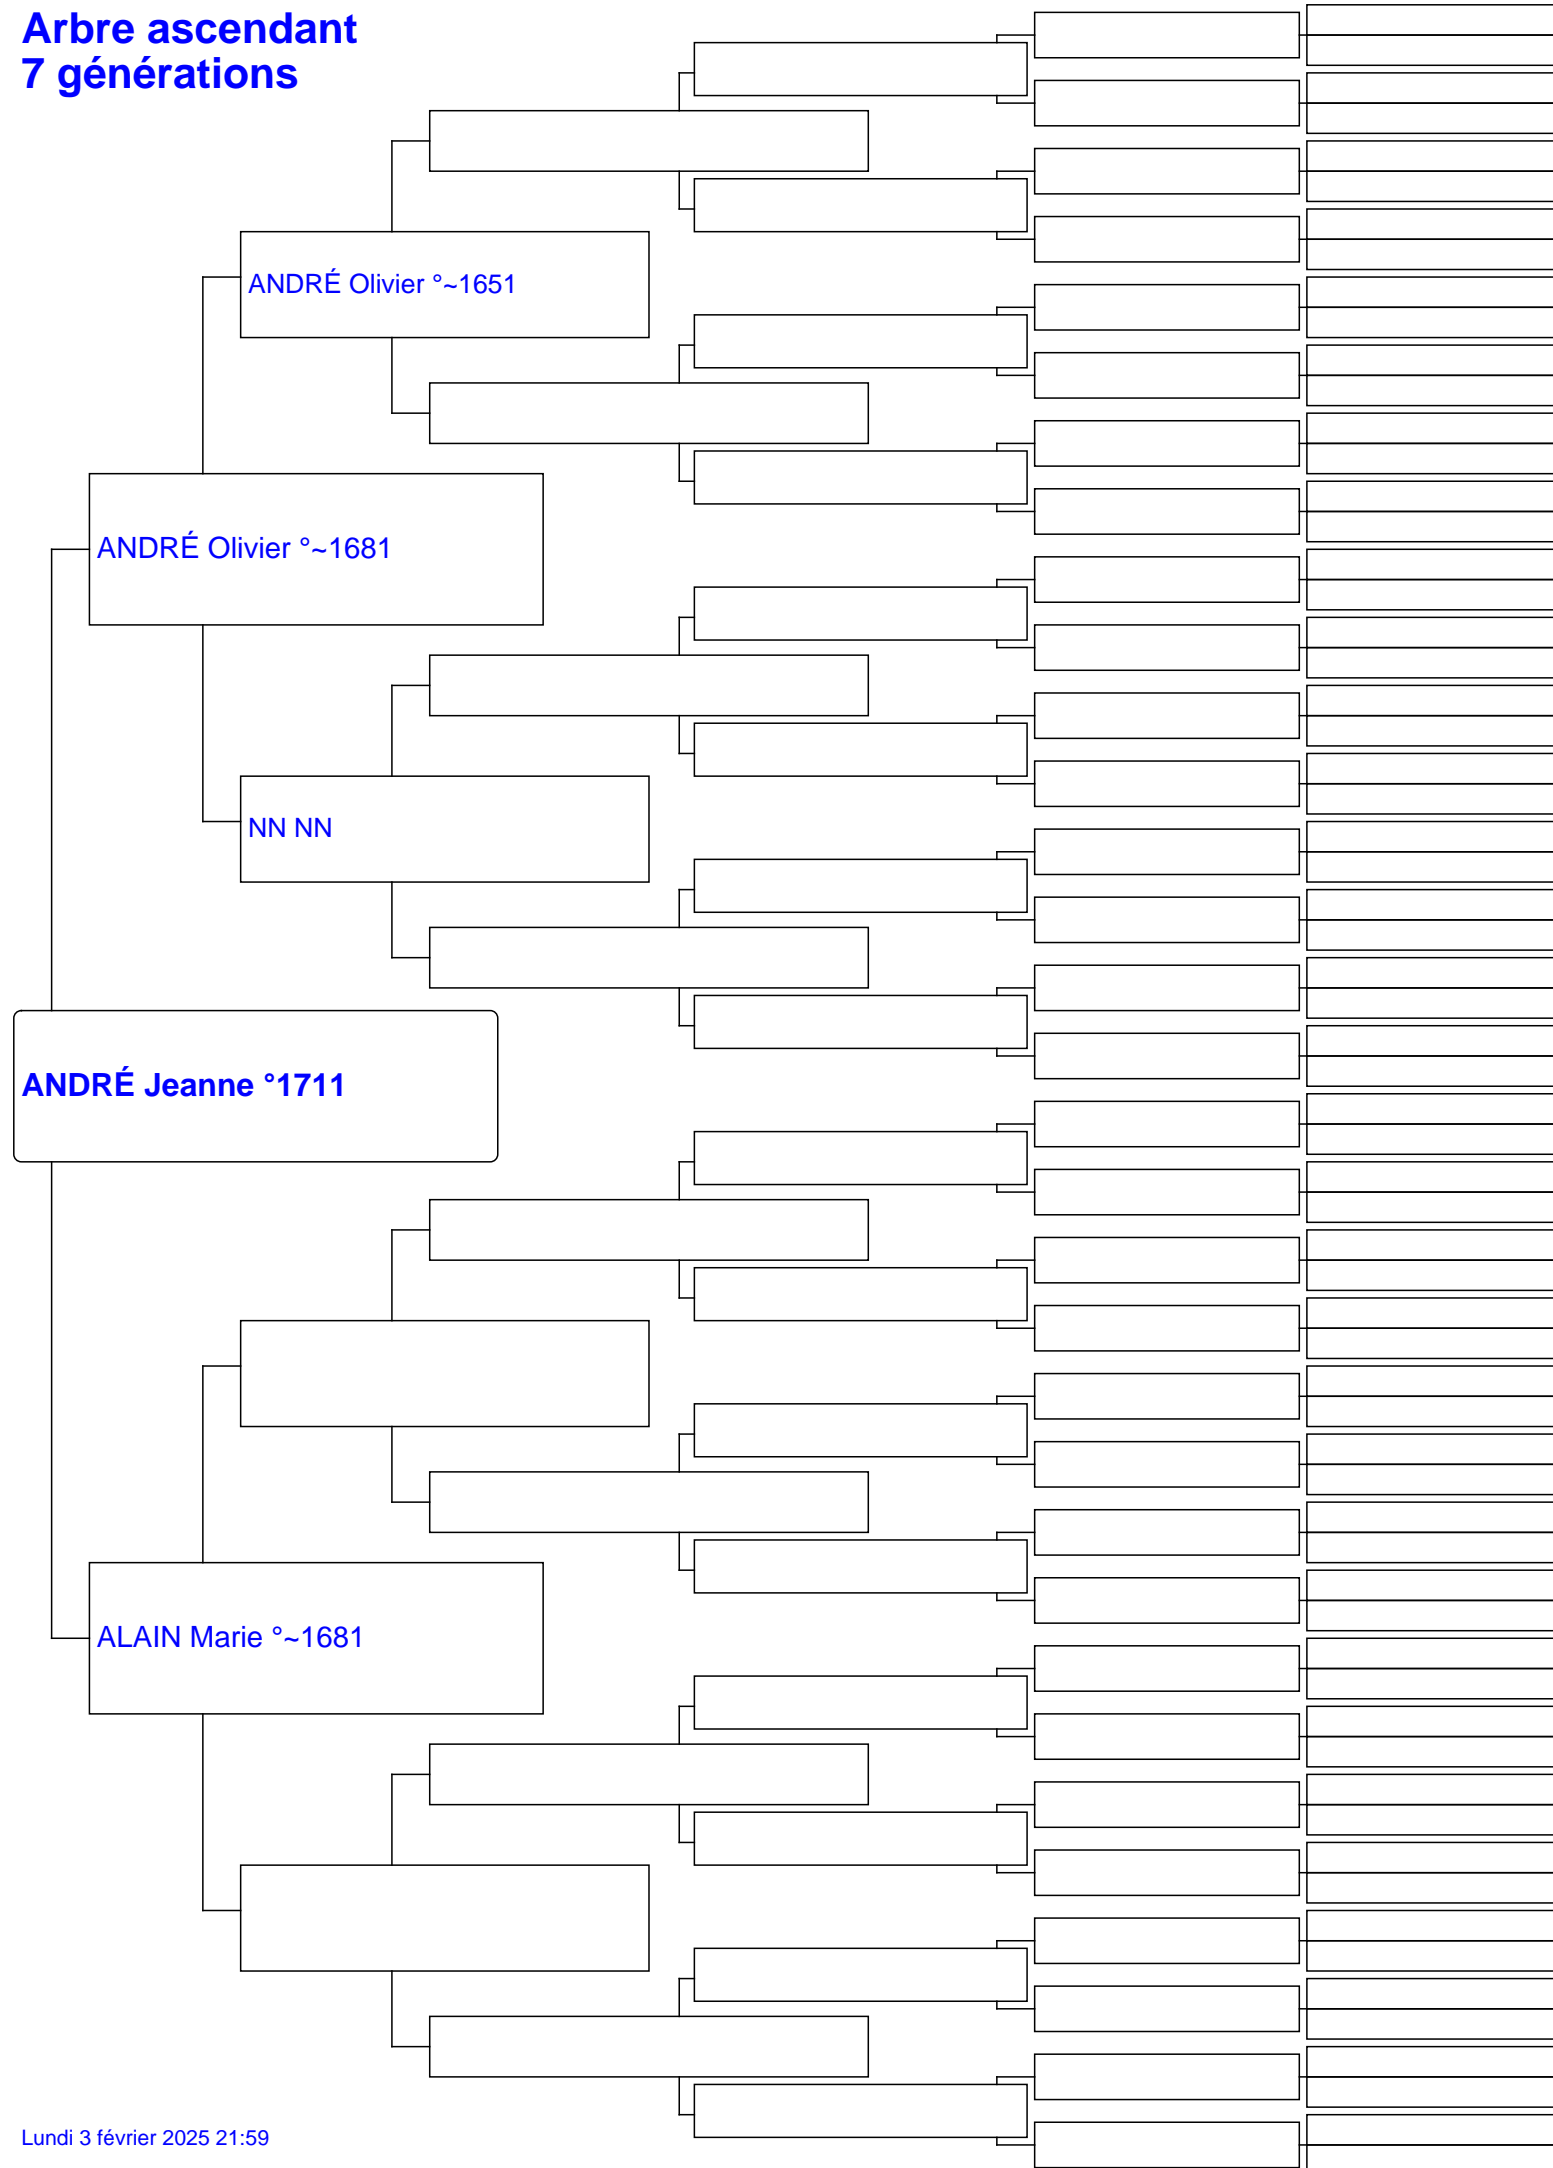 Arbre ascendant
7 générations
ANDRÉ Olivier °~1651
ANDRÉ Olivier °~1681
NN NN
ANDRÉ Jeanne °1711
ALAIN Marie °~1681
Lundi 3 février 2025 21:59